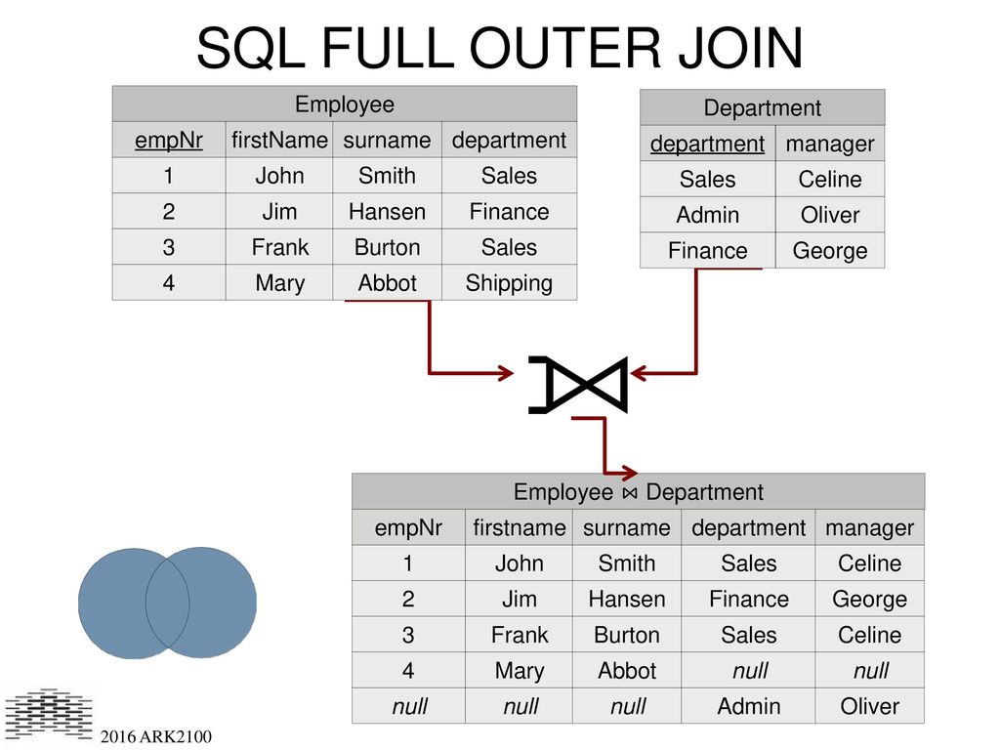 SQL FULL OUTER JOIN
Employee
empNr firstName surname department
1 John Smith Sales
2 Jim Hansen Finance
3 Frank Burton Sales
4 Mary Abbot Shipping
Department
department manager
Sales Celine
Admin Oliver
Finance George
Employee ⋈ Department
empNr firstname surname department manager
1 John Smith Sales Celine
2 Jim Hansen Finance George
3 Frank Burton Sales Celine
4 Mary Abbot null null
null null null Admin Oliver
2016 ARK2100